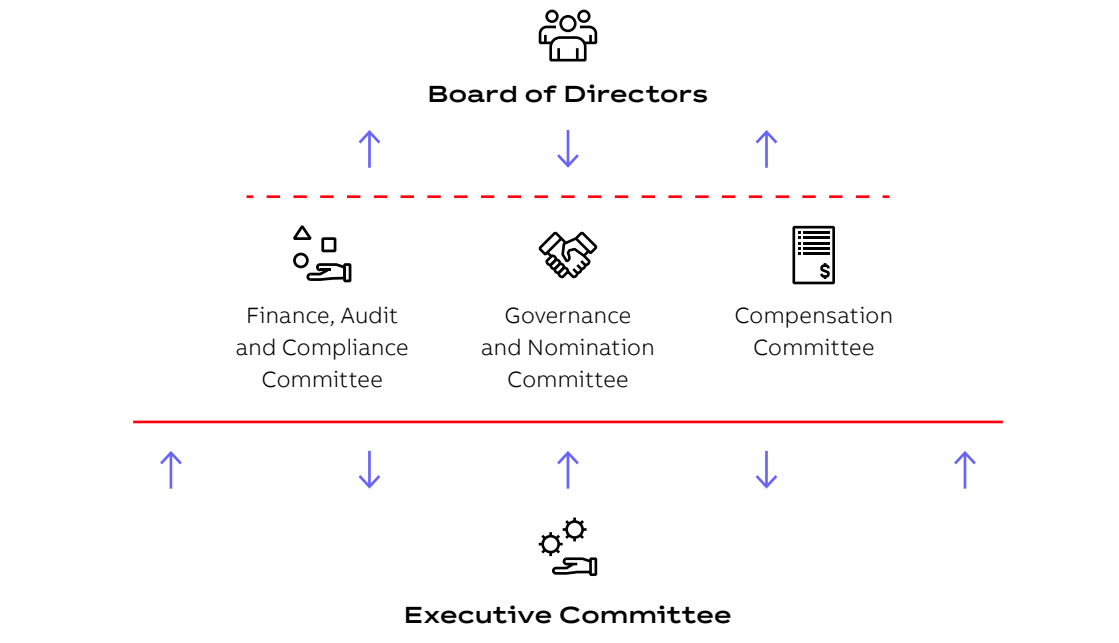 Board of Directors
$
Finance, Audit
and Compliance
Committee
Governance
and Nomination
Committee
Compensation
Committee
Executive Committee